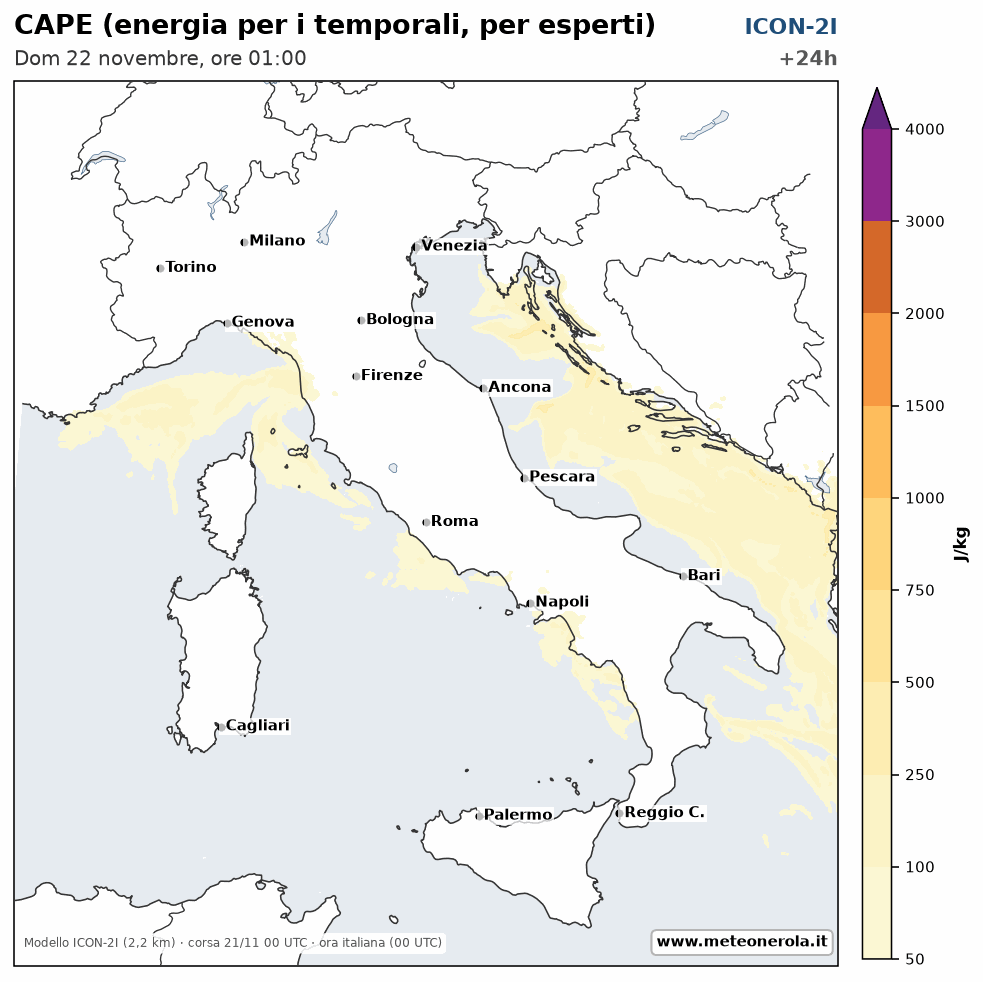 CAPE (energia per i temporali, per esperti)
ICON-2I
Dom 22 novembre, ore 01:00
+24h
4000
3000
2000
1500
1000
750
500
250
100
50
J/kg
Milano
Venezia
Torino
Genova
Bologna
Firenze
Ancona
Pescara
Roma
Bari
Napoli
Cagliari
Palermo
Reggio C.
Modello ICON-2I (2,2 km) · corsa 21/11 00 UTC · ora italiana (00 UTC)
www.meteonerola.it